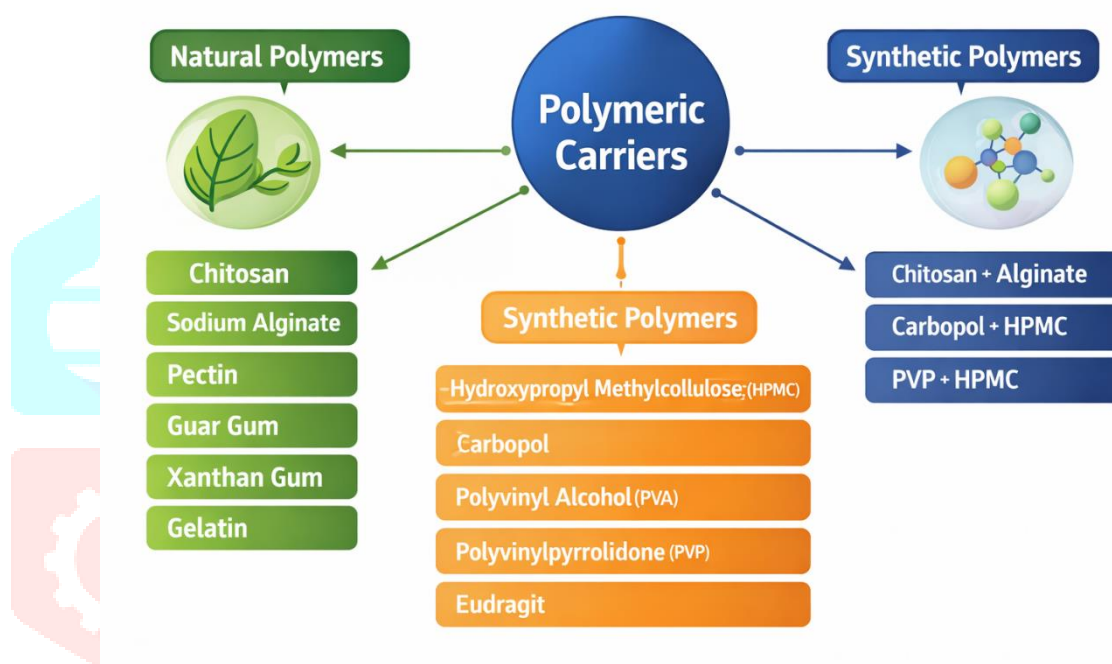 Natural Polymers
Polymeric
Carriers
Synthetic Polymers
Chitosan
Sodium Alginate
Pectin
Guar Gum
Xanthan Gum
Gelatin
Synthetic Polymers
Hydroxypropyl Methylcollulose (HPMC)
Carbopol
Polyvinyl Alcohol (PVA)
Polyvinylpyrrolidone (PVP)
Eudragit
Chitosan + Alginate
Carbopol + HPMC
PVP + HPMC